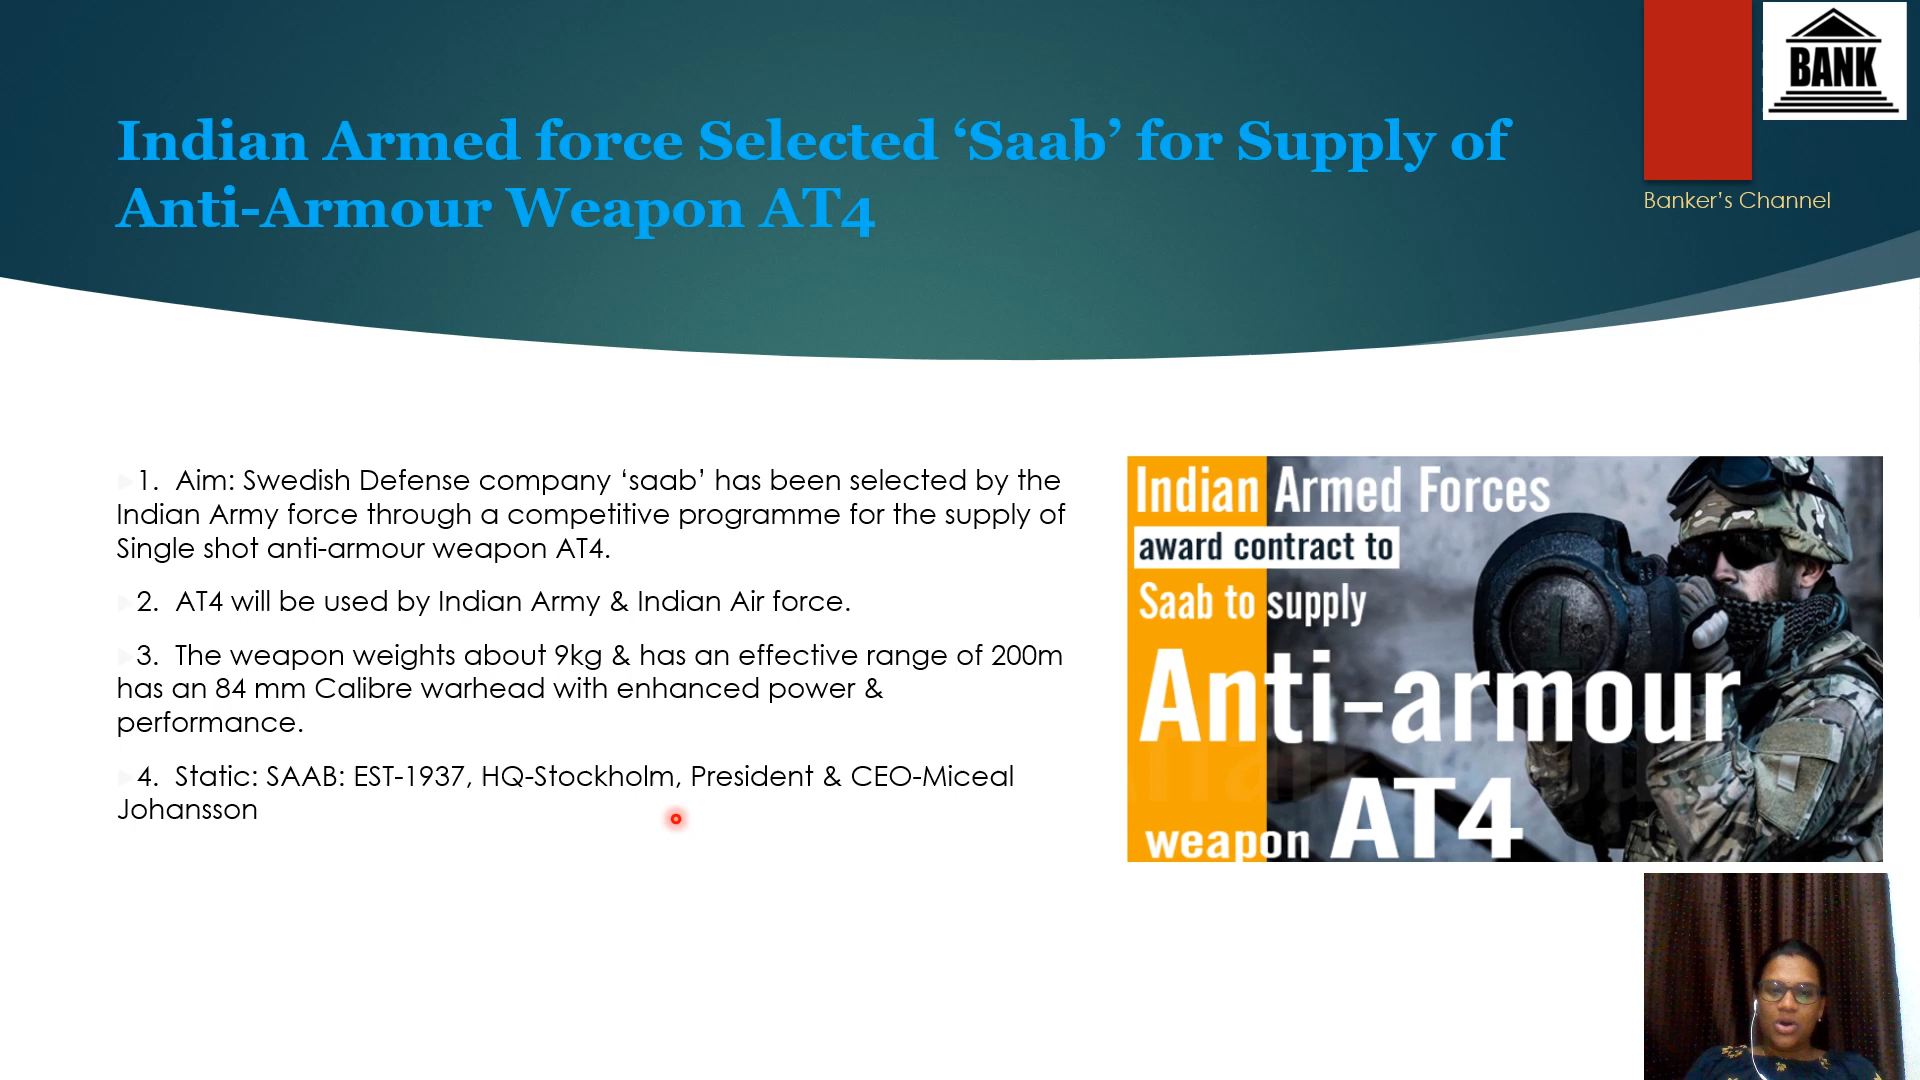 BANK
Indian Armed force Selected ‘Saab’ for Supply of
Anti-Armour Weapon AT4
Banker’s Channel
1. Aim: Swedish Defense company ‘saab’ has been selected by the
Indian Army force through a competitive programme for the supply of
Single shot anti-armour weapon AT4.
2. AT4 will be used by Indian Army & Indian Air force.
3. The weapon weights about 9kg & has an effective range of 200m
has an 84 mm Calibre warhead with enhanced power &
performance.
4. Static: SAAB: EST-1937, HQ-Stockholm, President & CEO-Miceal
Johansson
Indian Armed Forces
award contract to
Saab to supply
Anti-armour
weapon AT4